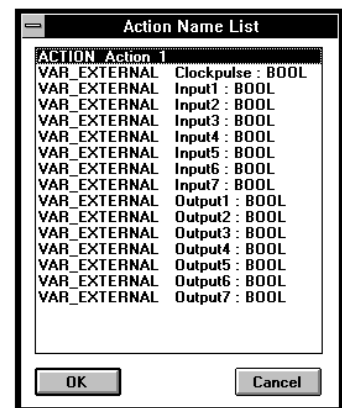 Action Name List
ACTION Action 1
VAR_EXTERNAL Clockpulse : BOOL
VAR_EXTERNAL Input1 : BOOL
VAR_EXTERNAL Input2 : BOOL
VAR_EXTERNAL Input3 : BOOL
VAR_EXTERNAL Input4 : BOOL
VAR_EXTERNAL Input5 : BOOL
VAR_EXTERNAL Input6 : BOOL
VAR_EXTERNAL Input7 : BOOL
VAR_EXTERNAL Output1 : BOOL
VAR_EXTERNAL Output2 : BOOL
VAR_EXTERNAL Output3 : BOOL
VAR_EXTERNAL Output4 : BOOL
VAR_EXTERNAL Output5 : BOOL
VAR_EXTERNAL Output6 : BOOL
VAR_EXTERNAL Output7 : BOOL
OK Cancel